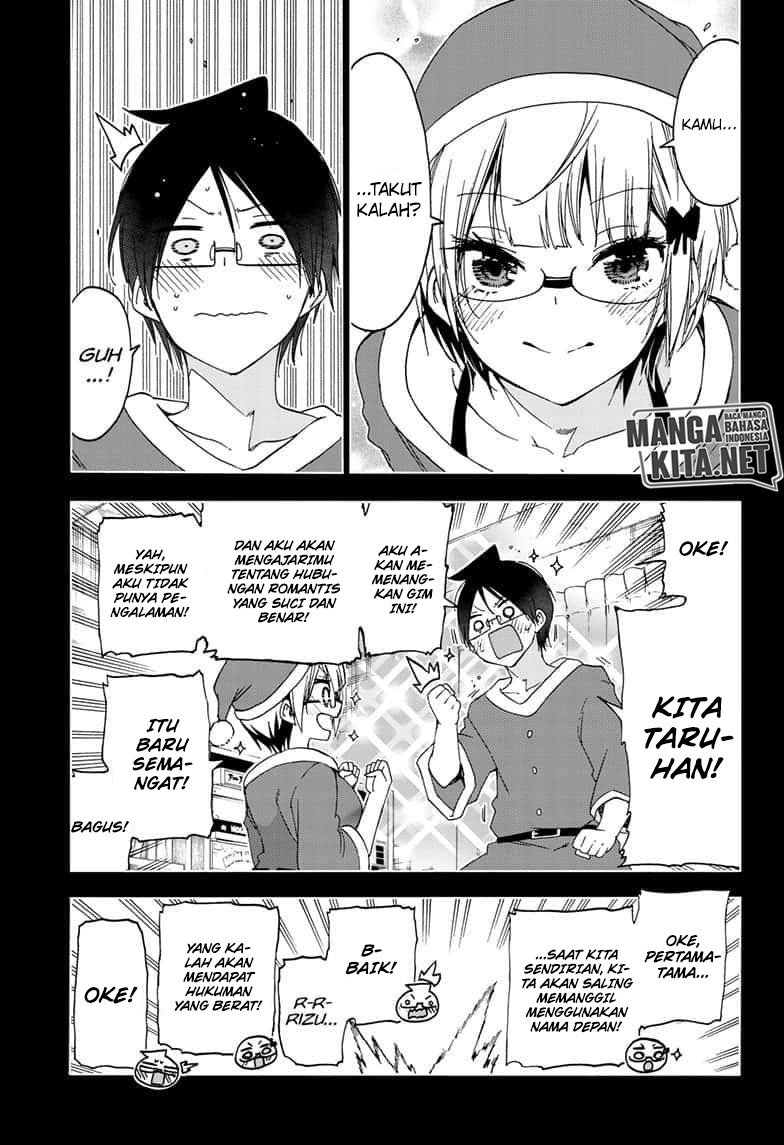 KAMU...
...TAKUT
KALAH?
GUH
...!
MANGA
KITA.NET
BACA MANGA
BAHASA
INDONESIA
OKE!
KITA
TARU-
HAN!
AKU A-
KAN ME-
MENANG-
KAN GIM
INI!
DAN AKU AKAN
MENGAJARIMU
TENTANG HUBU-
NGAN ROMANTIS
YANG SUCI DAN
BENAR!
YAH,
MESKIPUN
AKU TIDAK
PUNYA PE-
NGALAMAN!
ITU
BARU
SEMA-
NGAT!
BAGUS!
OKE,
PERTAMA-
TAMA...
...SAAT KITA
SENDIRIAN, KI-
TA AKAN SALING
MEMANGGIL
MENGGUNAKAN
NAMA DEPAN!
B-
BAIK!
R-R-
RIZU...
YANG KA-
LAH AKAN
MENDAPAT
HUKUMAN
YANG BERAT!
OKE!